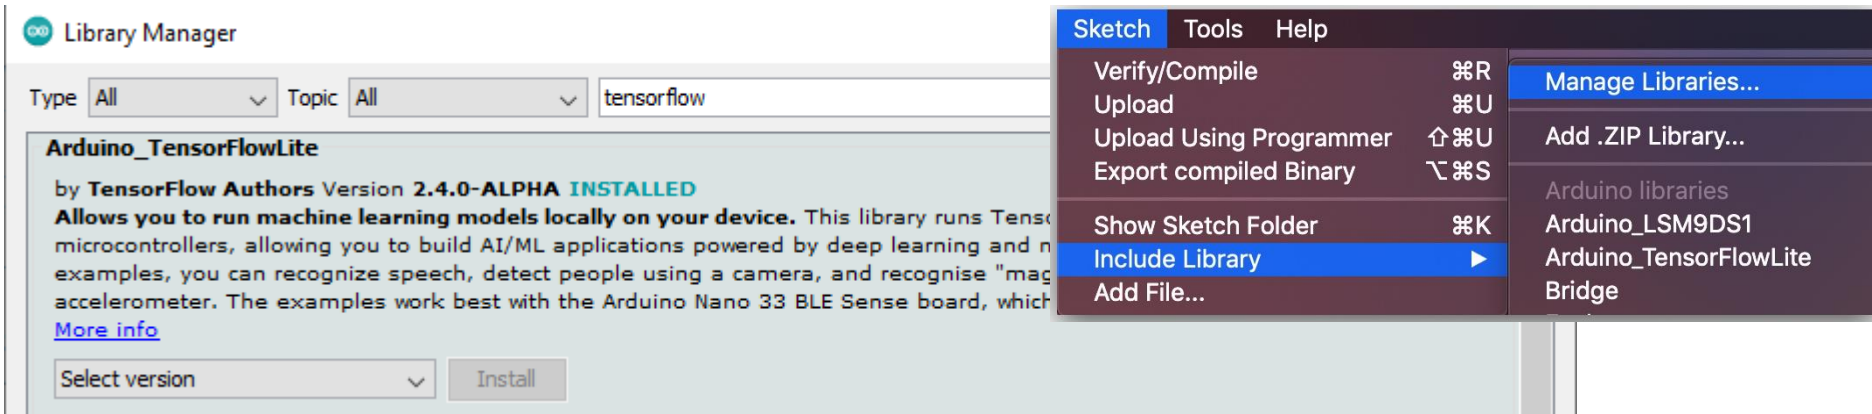 Library Manager
Type All Topic All tensorflow
Arduino_TensorFlowLite
by TensorFlow Authors Version 2.4.0-ALPHA INSTALLED
Allows you to run machine learning models locally on your device. This library runs
microcontrollers, allowing you to build AI/ML applications powered by deep learning and
examples, you can recognize speech, detect people using a camera, and recognise
accelerometer. The examples work best with the Arduino Nano 33 BLE Sense board,
More info
Select version Install
Sketch Tools Help
Verify/Compile ⌘R
Upload ⌘U
Upload Using Programmer ⇧⌘U
Export compiled Binary ⌥⌘S
Show Sketch Folder ⌘K
Include Library ▶
Add File...
Manage Libraries...
Add .ZIP Library...
Arduino libraries
Arduino_LSM9DS1
Arduino_TensorFlowLite
Bridge